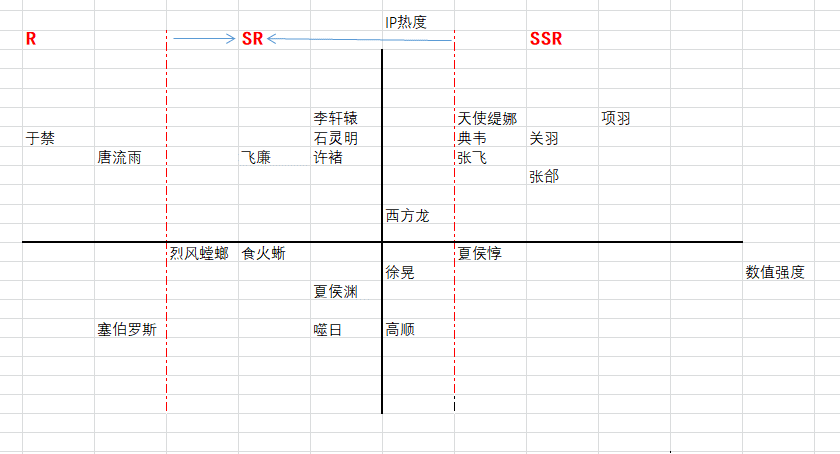 IP热度
R SR SSR
李轩辕 天使缇娜 项羽
于禁 石灵明 典韦 关羽
唐流雨 飞廉 许褚 张飞
张郃
西方龙
烈风螳螂 食火蜥 夏侯惇
徐晃 数值强度
夏侯渊
塞伯罗斯 噬日 高顺